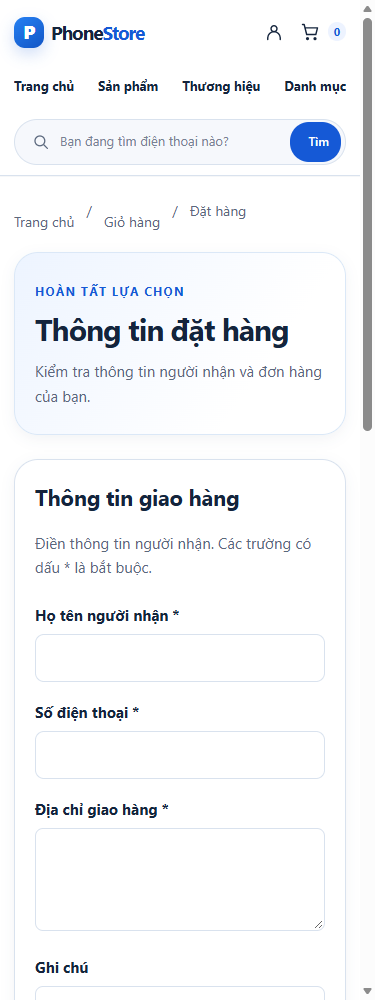 P PhoneStore 0
Trang chủ Sản phẩm Thương hiệu Danh mục
Bạn đang tìm điện thoại nào? Tìm
Trang chủ / Giỏ hàng / Đặt hàng
HOÀN TẤT LỰA CHỌN
Thông tin đặt hàng
Kiểm tra thông tin người nhận và đơn hàng
của bạn.
Thông tin giao hàng
Điền thông tin người nhận. Các trường có
dấu * là bắt buộc.
Họ tên người nhận *
Số điện thoại *
Địa chỉ giao hàng *
Ghi chú